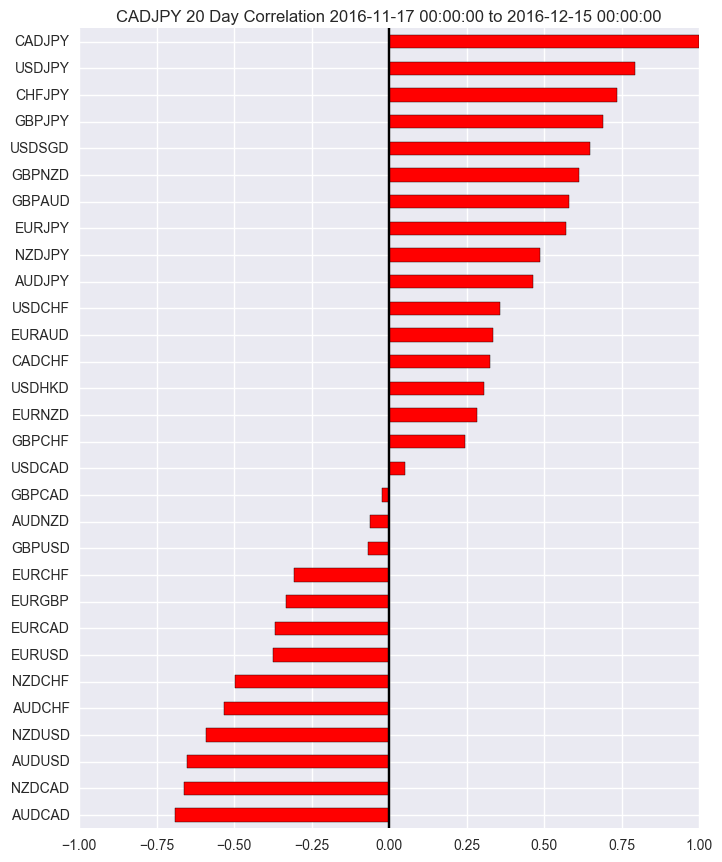 CADJPY 20 Day Correlation 2016-11-17 00:00:00 to 2016-12-15 00:00:00
CADJPY
USDJPY
CHFJPY
GBPJPY
USDSGD
GBPNZD
GBPAUD
EURJPY
NZDJPY
AUDJPY
USDCHF
EURAUD
CADCHF
USDHKD
EURNZD
GBPCHF
USDCAD
GBPCAD
AUDNZD
GBPUSD
EURCHF
EURGBP
EURCAD
EURUSD
NZDCHF
AUDCHF
NZDUSD
AUDUSD
NZDCAD
AUDCAD
−1.00 −0.75 −0.50 −0.25 0.00 0.25 0.50 0.75 1.00